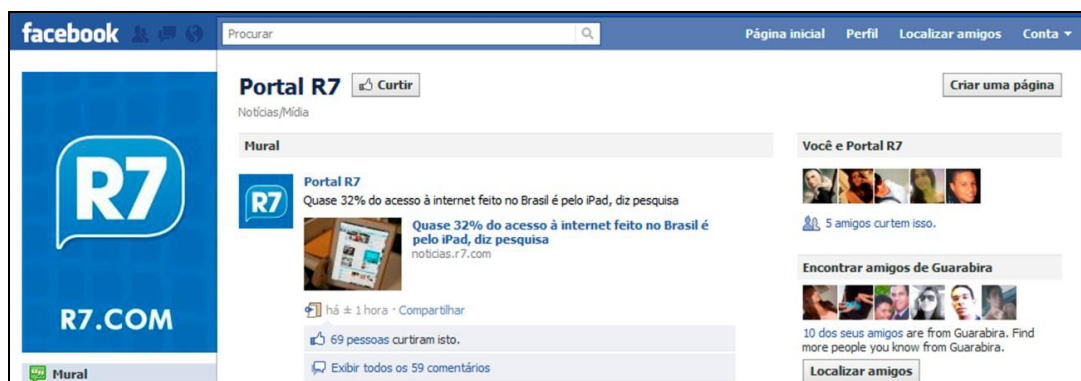 facebook
Procurar
Página inicial Perfil Localizar amigos Conta
R7
R7.COM
Mural
Portal R7 Curtir
Notícias/Mídia
Criar uma página
Mural
R7
Portal R7
Quase 32% do acesso à internet feito no Brasil é pelo iPad, diz pesquisa
Quase 32% do acesso à internet feito no Brasil é
pelo iPad, diz pesquisa
noticias.r7.com
há ± 1 hora · Compartilhar
69 pessoas curtiram isto.
Exibir todos os 59 comentários
Você e Portal R7
5 amigos curtem isso.
Encontrar amigos de Guarabira
10 dos seus amigos are from Guarabira. Find
more people you know from Guarabira.
Localizar amigos